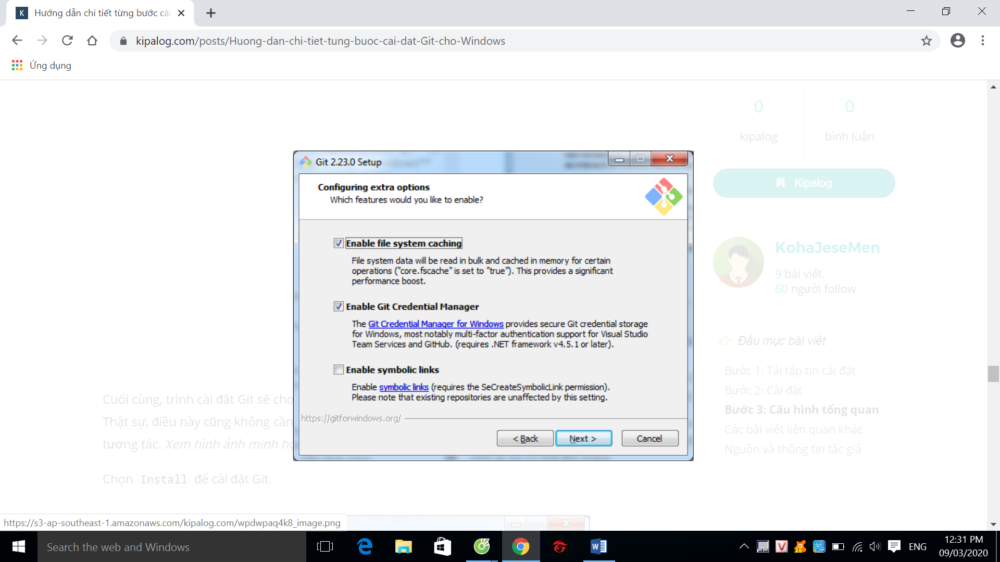 K Hướng dẫn chi tiết từng bước cài
kipalog.com/posts/Huong-dan-chi-tiet-tung-buoc-cai-dat-Git-cho-Windows
Ứng dụng
0
0
kipalog
bình luận
Kipalog
KohaJeseMen
9 bài viết.
60 người follow
Đầu mục bài viết
Bước 1: Tải tập tin cài đặt
Bước 2: Cài đặt
Bước 3: Cấu hình tổng quan
Các bài viết liên quan khác
Nguồn và thông tin tác giả
Git 2.23.0 Setup
Configuring extra options
Which features would you like to enable?
Enable file system caching
File system data will be read in bulk and cached in memory for certain
operations ("core.fscache" is set to "true"). This provides a significant
performance boost.
Enable Git Credential Manager
The Git Credential Manager for Windows provides secure Git credential storage
for Windows, most notably multi-factor authentication support for Visual Studio
Team Services and GitHub. (requires .NET framework v4.5.1 or later).
Enable symbolic links
Enable symbolic links (requires the SeCreateSymbolicLink permission).
Please note that existing repositories are unaffected by this setting.
https://gitforwindows.org/
< Back
Next >
Cancel
Cuối cùng, trình cài đặt Git sẽ cho
Thật sự, điều này cũng không cần
tương tác. Xem hình ảnh minh
Chọn Install để cài đặt Git.
https://s3-ap-southeast-1.amazonaws.com/kipalog.com/wpdwpaq4k8_image.png
Search the web and Windows
ENG
12:31 PM
09/03/2020